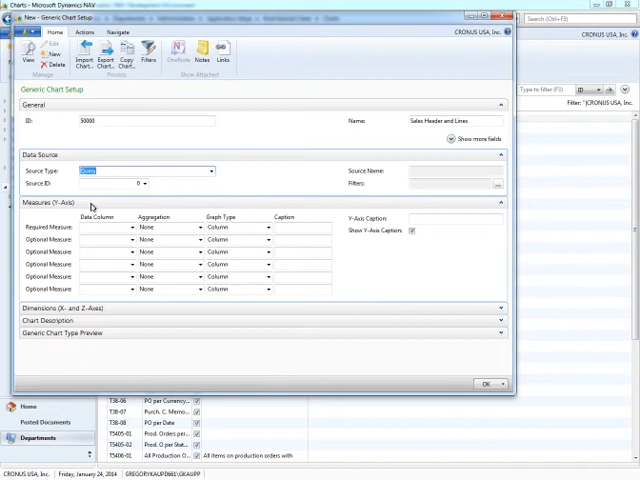 Charts - Microsoft Dynamics NAV
New - Generic Chart Setup
Home Actions Navigate CRONUS USA, Inc.
Search (Ctrl+F3)
View Edit New Delete Import Chart... Export Chart... Copy Chart... Filters OneNote Notes Links
Manage Process Show Attached
Generic Chart Setup
Type to filter (F3) ID
General
Filter: "|CRONUS USA, Inc.
ID: 50000 Name: Sales Header and Lines
Show more fields
Data Source
Source Type: Query Source Name:
Source ID: 0 Filters:
Measures (Y-Axis)
Data Column Aggregation Graph Type Caption Y-Axis Caption:
Required Measure: None Column Show Y-Axis Caption:
Optional Measure: None Column
Optional Measure: None Column
Optional Measure: None Column
Optional Measure: None Column
Optional Measure: None Column
Dimensions (X- and Z-Axes)
Chart Description
Generic Chart Type Preview
OK
T38-06 PO per Currency...
Home T38-07 Purch. C. Memo...
T38-08 PO per Date
Posted Documents
T5405-01 Prod. Orders per...
Departments T5405-02 Prod. O per Stat...
T5406-01 All Production O... All items on production orders with
CRONUS USA, Inc. Friday, January 24, 2014 GREGORYKAUPD661\GKAUPP